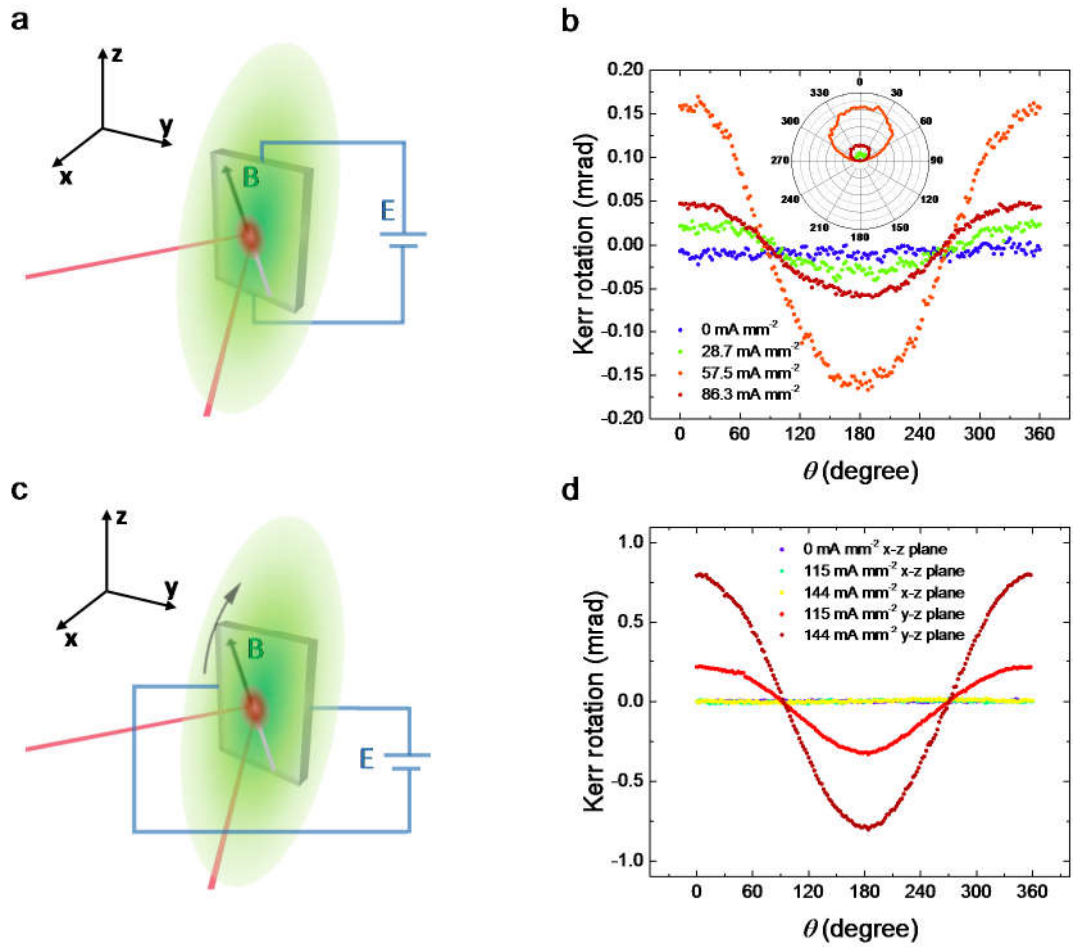 a
z
y
x
B
E
b
Kerr rotation (mrad)
0.20
0.15
0.10
0.05
0.00
-0.05
-0.10
-0.15
-0.20
0
330
30
300
60
270
90
240
120
210
150
180
0 mA mm-2
28.7 mA mm-2
57.5 mA mm-2
86.3 mA mm-2
0 60 120 180 240 300 360
θ (degree)
c
z
y
x
B
E
d
Kerr rotation (mrad)
1.0
0.5
0.0
-0.5
-1.0
0 mA mm-2 x-z plane
115 mA mm-2 x-z plane
144 mA mm-2 x-z plane
115 mA mm-2 y-z plane
144 mA mm-2 y-z plane
0 60 120 180 240 300 360
θ (degree)